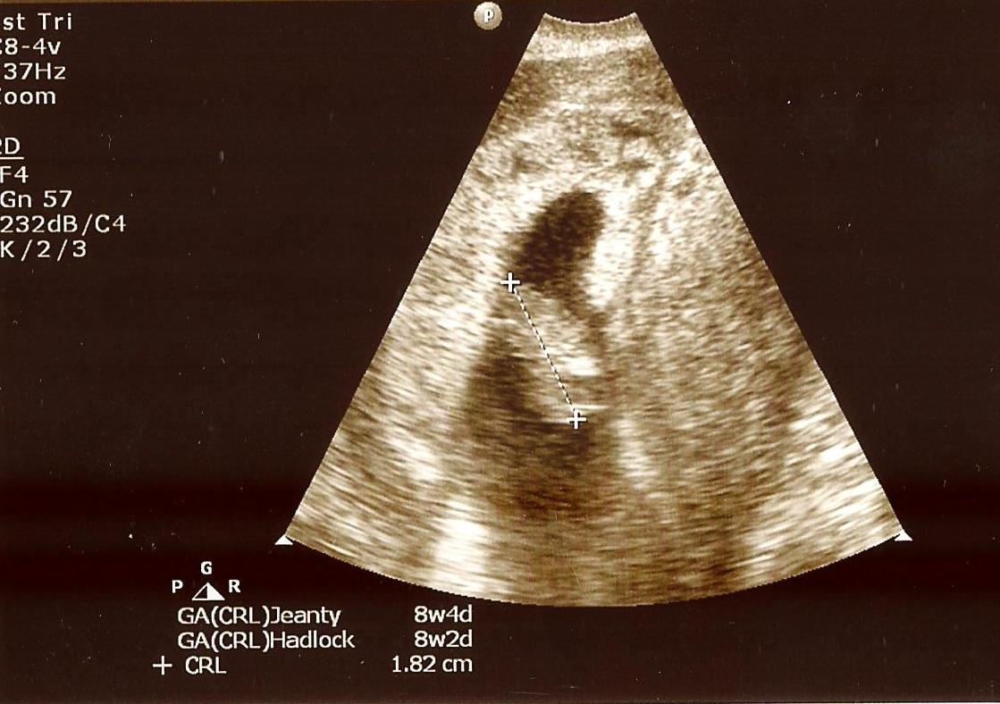 st Tri
8-4v
37Hz
oom
P
2D
F4
Gn 57
232dB/C4
K/2/3
G
P R
GA(CRL)Jeanty 8w4d
GA(CRL)Hadlock 8w2d
+ CRL 1.82 cm